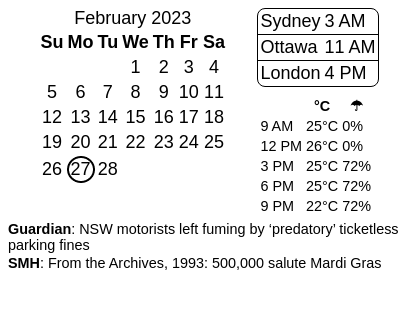 February 2023
Su Mo Tu We Th Fr Sa
1 2 3 4
5 6 7 8 9 10 11
12 13 14 15 16 17 18
19 20 21 22 23 24 25
26 27 28
Sydney 3 AM
Ottawa 11 AM
London 4 PM
°C ☂
9 AM 25°C 0%
12 PM 26°C 0%
3 PM 25°C 72%
6 PM 25°C 72%
9 PM 22°C 72%
Guardian: NSW motorists left fuming by ‘predatory’ ticketless
parking fines
SMH: From the Archives, 1993: 500,000 salute Mardi Gras